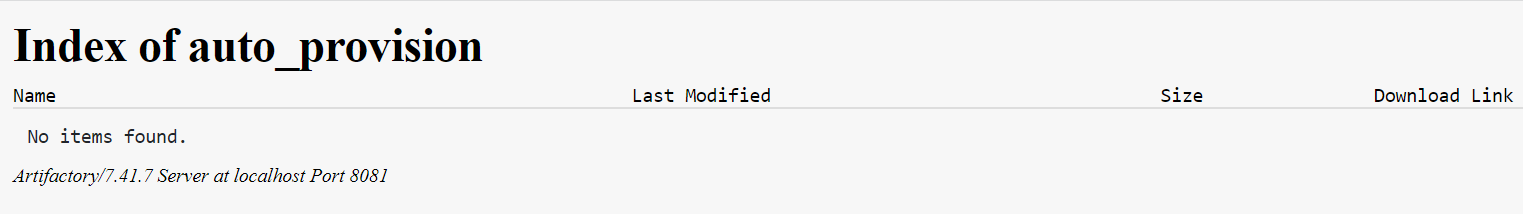 Index of auto_provision
Name Last Modified Size Download Link
No items found.
Artifactory/7.41.7 Server at localhost Port 8081